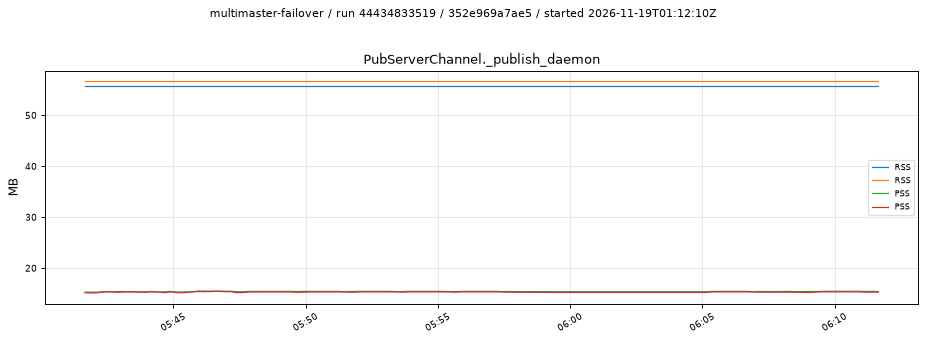 multimaster-failover / run 44434833519 / 352e969a7ae5 / started 2026-11-19T01:12:10Z
PubServerChannel._publish_daemon
50
40
30
20
MB
RSS
RSS
PSS
PSS
05:45
05:50
05:55
06:00
06:05
06:10